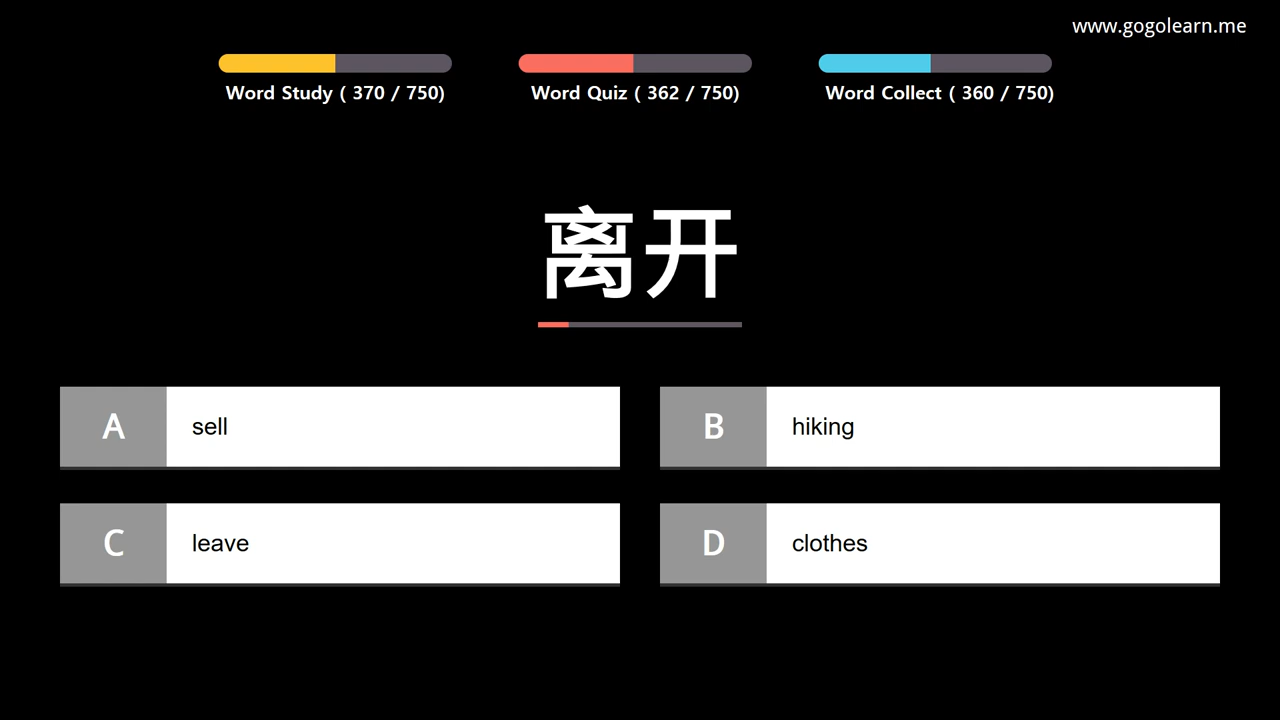 www.gogolearn.me
Word Study ( 370 / 750)
Word Quiz ( 362 / 750)
Word Collect ( 360 / 750)
离开
A sell
B hiking
C leave
D clothes